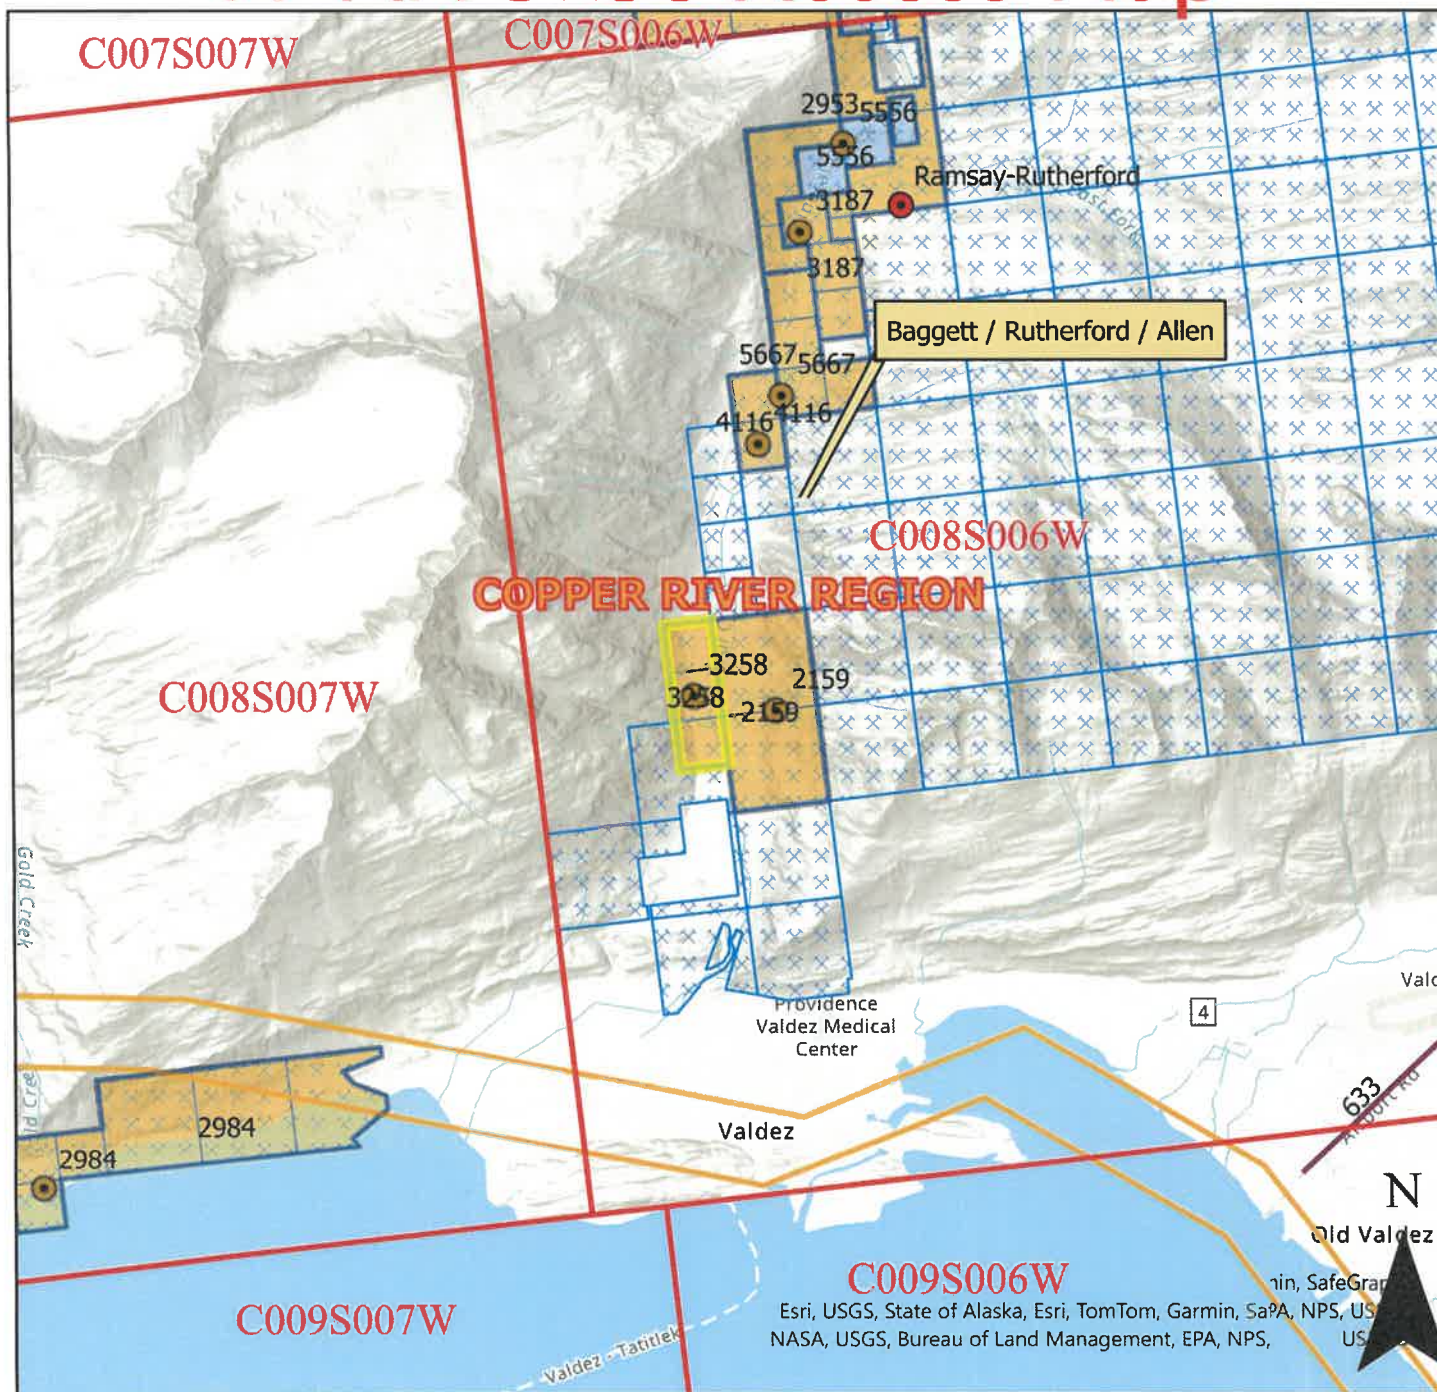 C007S007W
C007S006W
2953
5556
5556
Ramsay-Rutherford
3187
East Fork
3187
Baggett / Rutherford / Allen
5667
5667
4116
4116
C008S006W
COPPER RIVER REGION
3258
2159
C008S007W
3258
2159
Gold Creek
Providence
Valdez Medical
Center
4
633
Airport Rd
2984
2984
Valdez
N
Old Valdez
C009S006W
C009S007W
Esri, USGS, State of Alaska, Esri, TomTom, Garmin,
NASA, USGS, Bureau of Land Management, EPA, NPS,
Valdez - Tatitlek